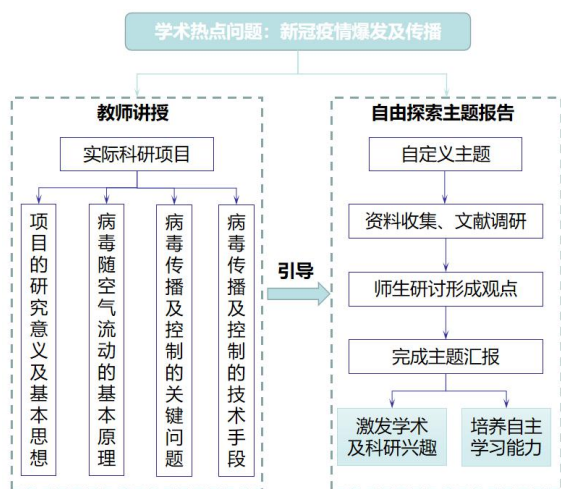 学术热点问题：新冠疫情爆发及传播
教师讲授
实际科研项目
项目的研究意义及基本思想
病毒随空气流动的基本原理
病毒传播及控制的关键问题
病毒传播及控制的技术手段
引导
自由探索主题报告
自定义主题
资料收集、文献调研
师生研讨形成观点
完成主题汇报
激发学术
及科研兴趣
培养自主
学习能力